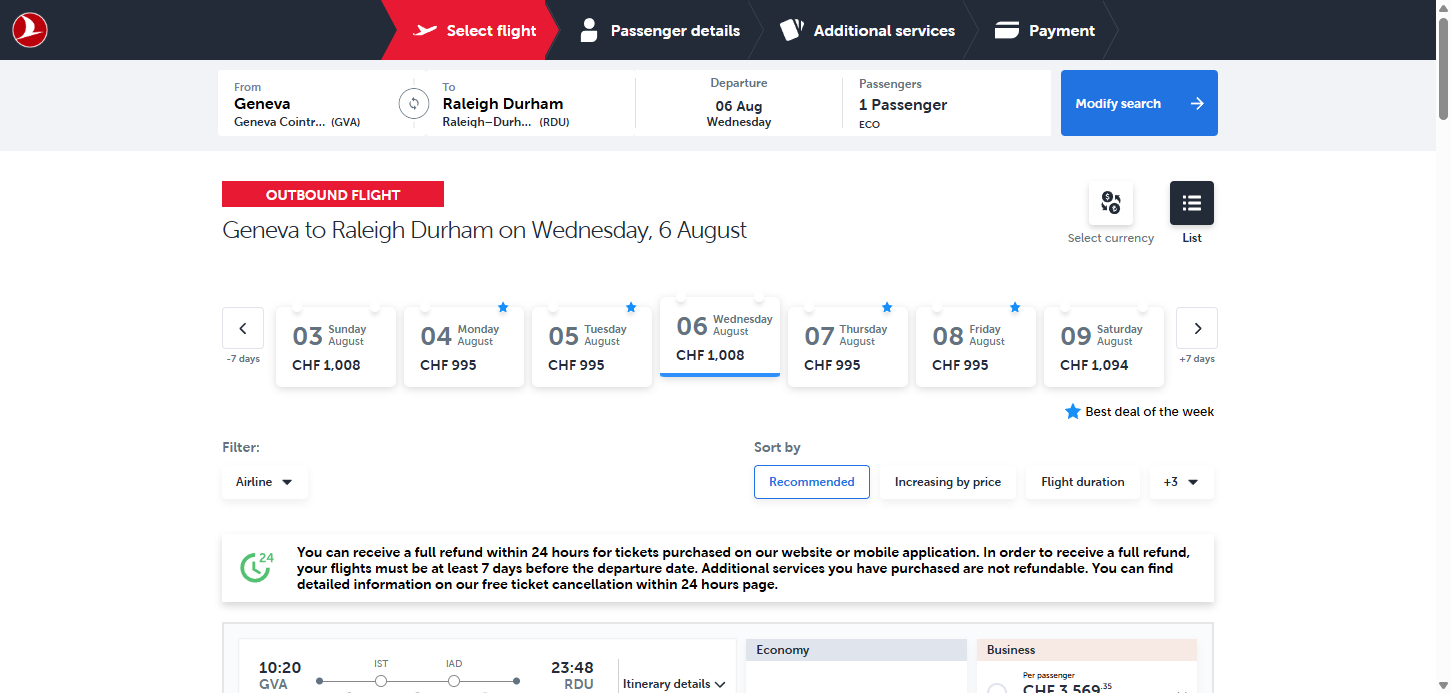 Select flight
Passenger details
Additional services
Payment
From
Geneva
Geneva Cointr... (GVA)
To
Raleigh Durham
Raleigh–Durh... (RDU)
Departure
06 Aug
Wednesday
Passengers
1 Passenger
ECO
Modify search
OUTBOUND FLIGHT
Geneva to Raleigh Durham on Wednesday, 6 August
Select currency
List
-7 days
03 Sunday August
CHF 1,008
04 Monday August
CHF 995
05 Tuesday August
CHF 995
06 Wednesday August
CHF 1,008
07 Thursday August
CHF 995
08 Friday August
CHF 995
09 Saturday August
CHF 1,094
+7 days
Best deal of the week
Filter:
Airline
Sort by
Recommended
Increasing by price
Flight duration
+3
24
You can receive a full refund within 24 hours for tickets purchased on our website or mobile application. In order to receive a full refund,
your flights must be at least 7 days before the departure date. Additional services you have purchased are not refundable. You can find
detailed information on our free ticket cancellation within 24 hours page.
10:20
GVA
IST
IAD
23:48
RDU
Itinerary details
Economy
Business
Per passenger
CHF 3,569.35